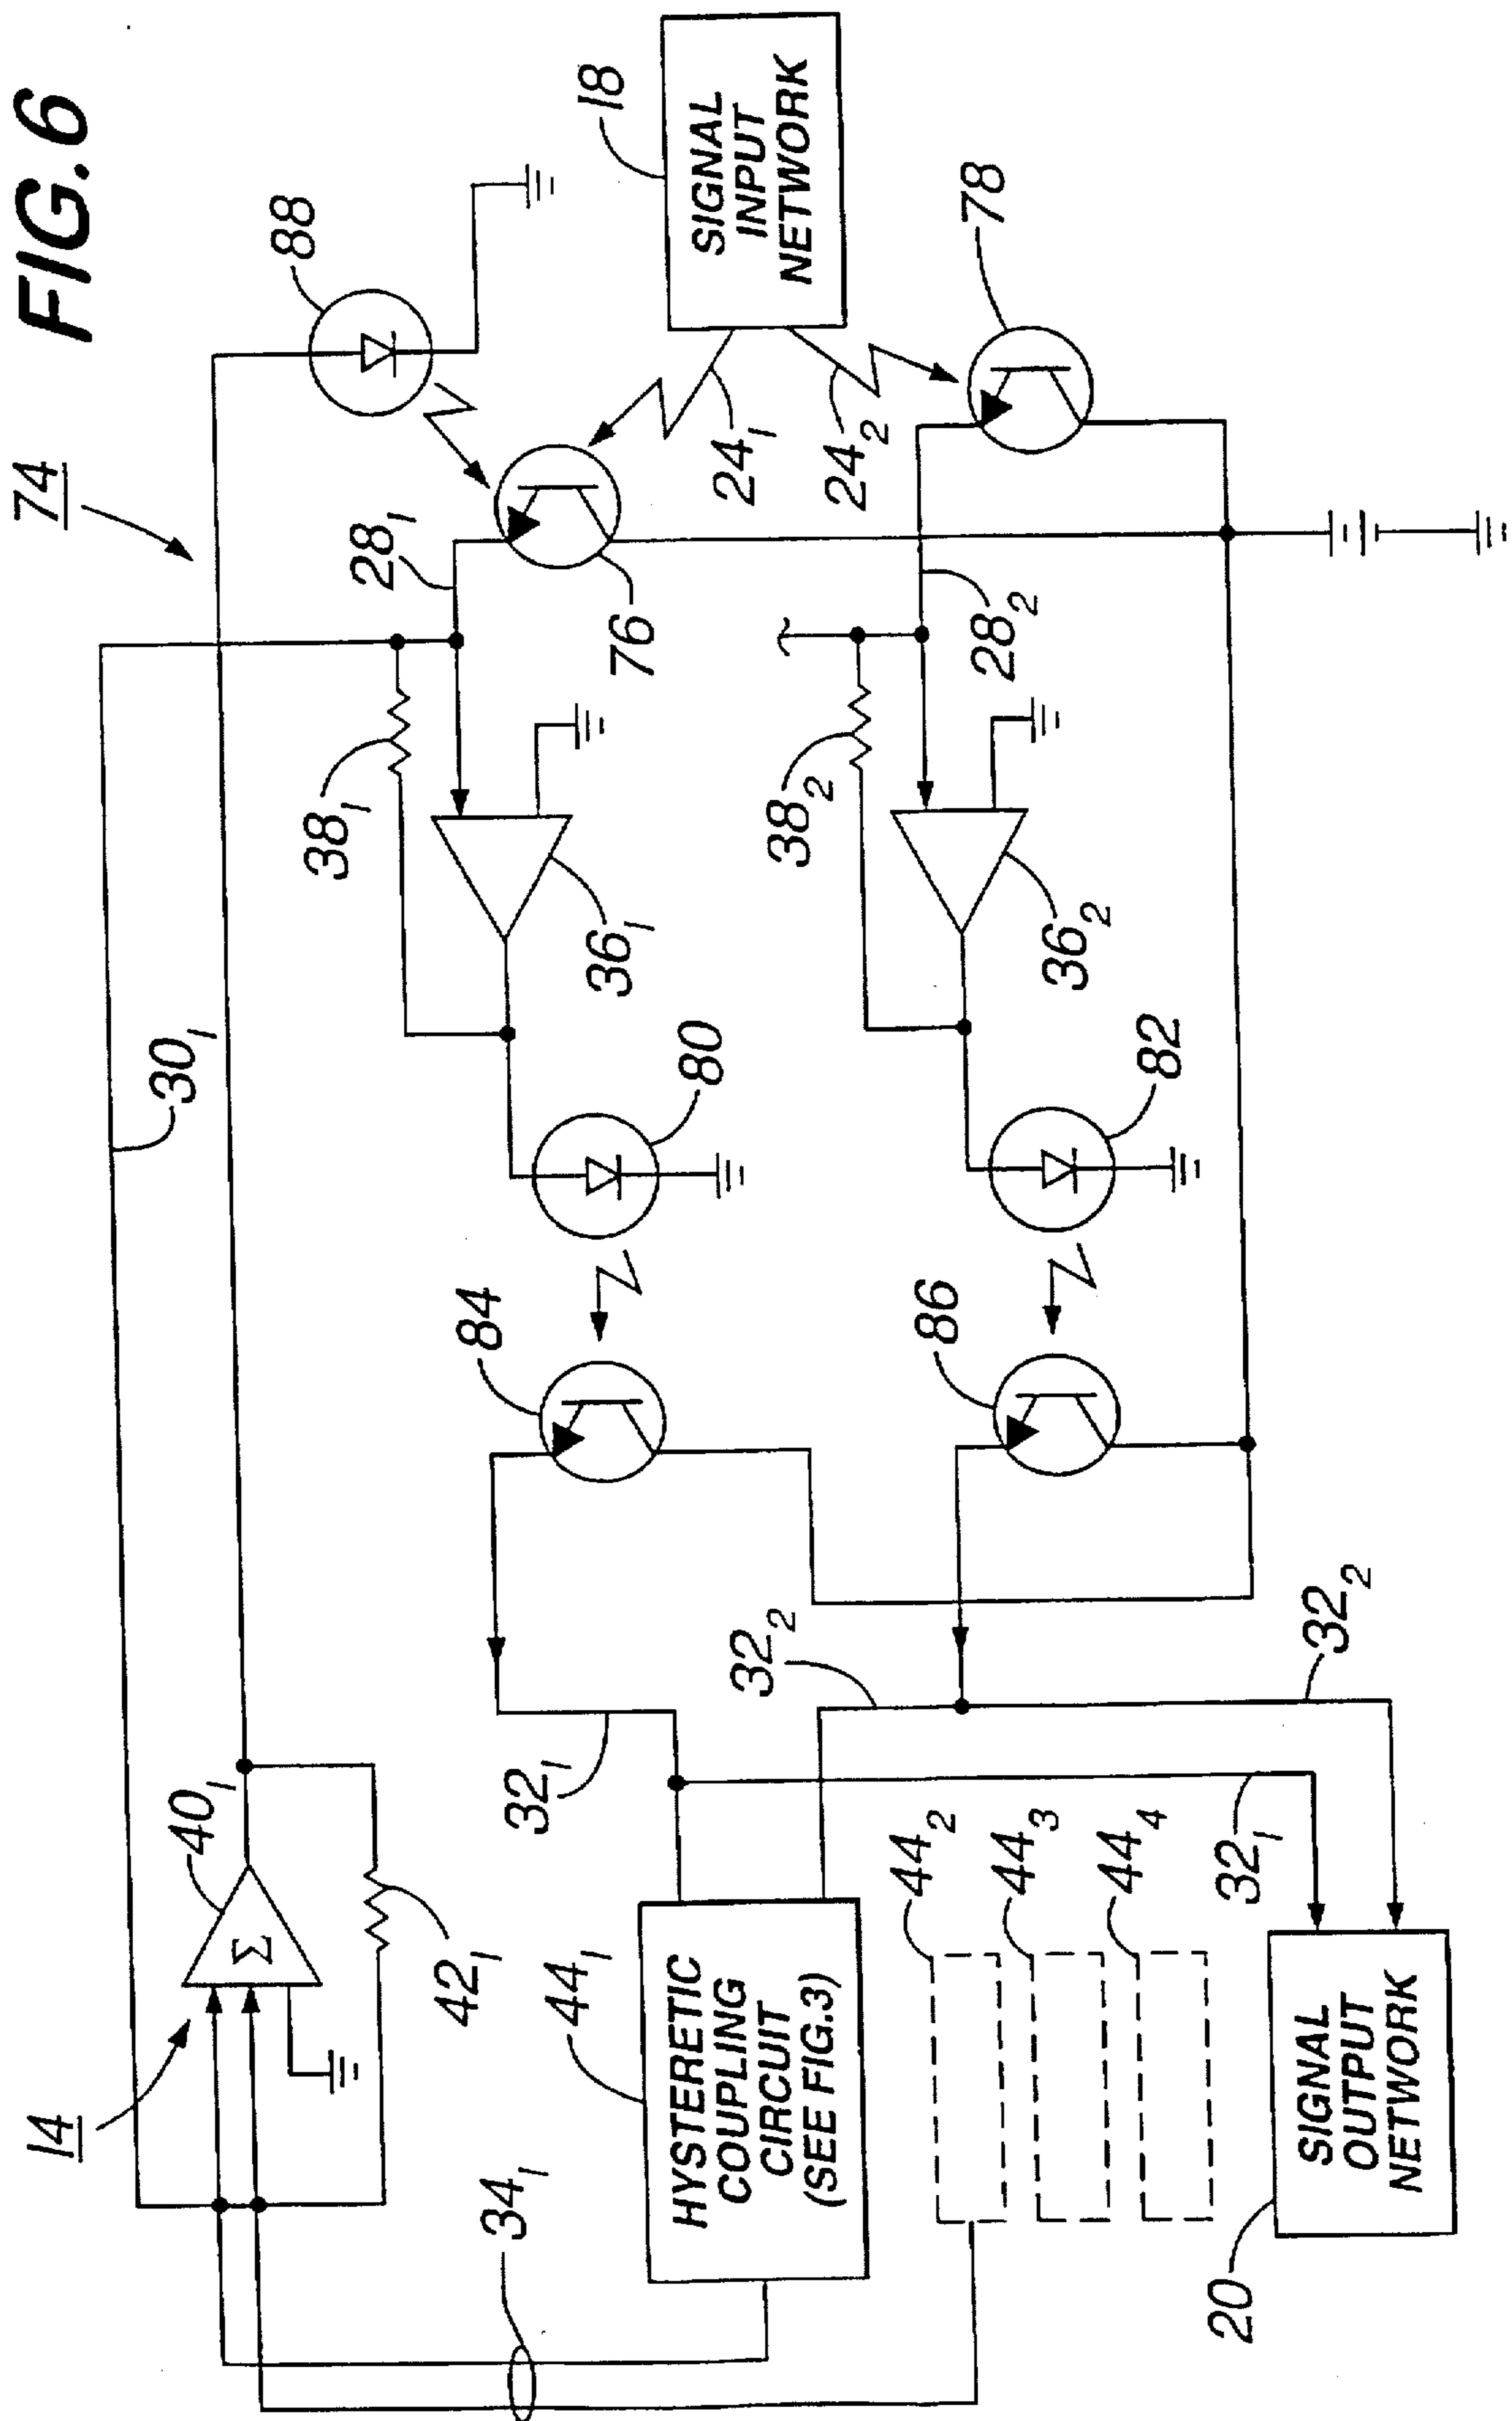 FIG.6
74
88
18
SIGNAL
INPUT
NETWORK
24₁
24₂
78
28₁
76
28₂
30₁
38₁
36₁
38₂
36₂
80
82
84
86
14
40₁
42₁
32₁
32₂
32₂
34₁
44₁
HYSTERETIC
COUPLING
CIRCUIT
(SEE FIG.3)
44₂
44₃
44₄
32₁
20
SIGNAL
OUTPUT
NETWORK
Σ